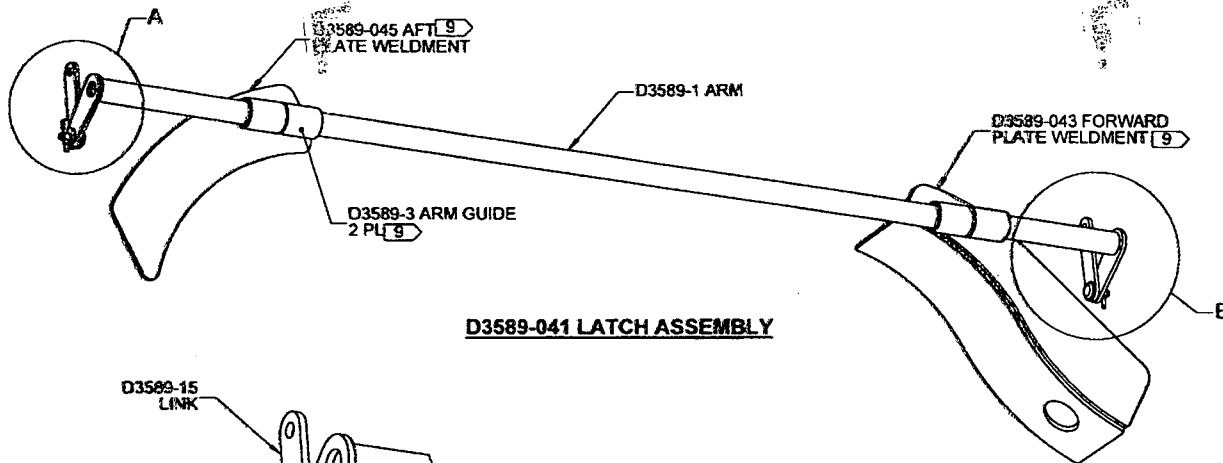 A
D3589-045 AFT 9
PLATE WELDMENT
D3589-1 ARM
D3589-043 FORWARD
PLATE WELDMENT 9
D3589-3 ARM GUIDE
2 PL 9
B
D3589-041 LATCH ASSEMBLY
D3589-15
LINK